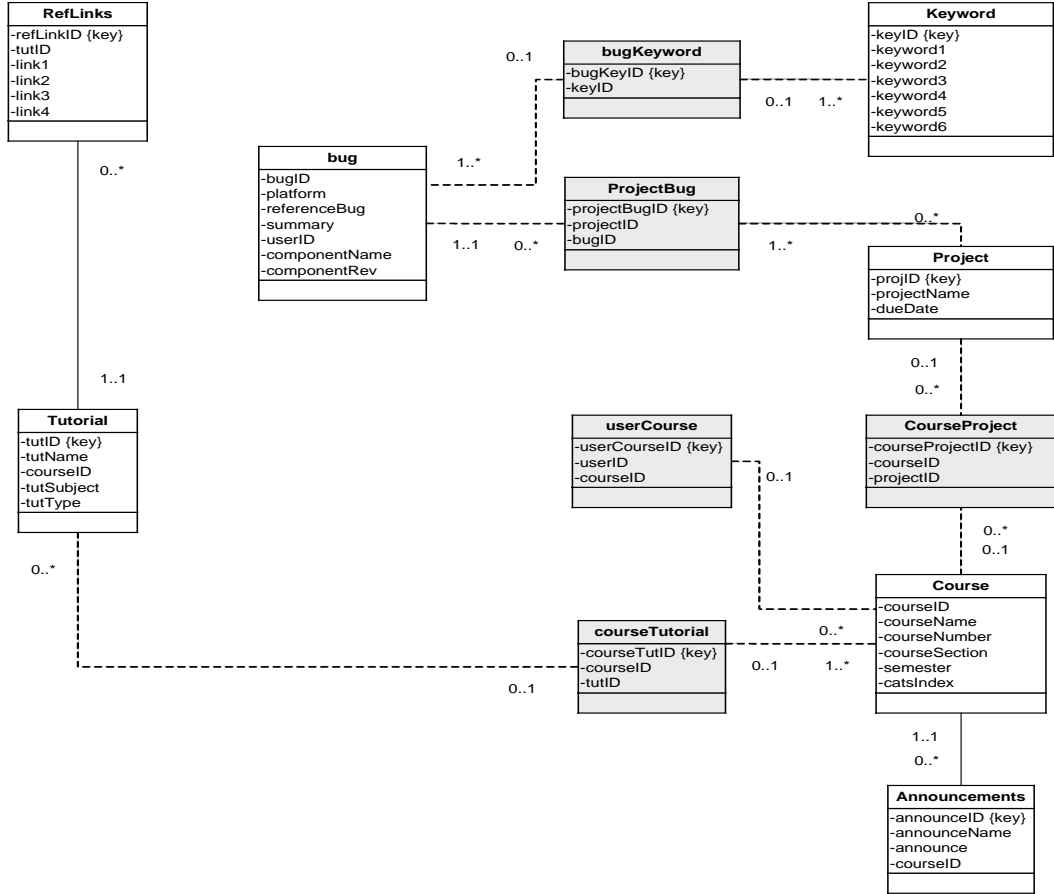 RefLinks
-refLinkID {key}
-tutID
-link1
-link2
-link3
-link4
0..*
1..1
bugKeyword
-bugKeyID {key}
-keyID
0..1
0..1
1..*
Keyword
-keyID {key}
-keyword1
-keyword2
-keyword3
-keyword4
-keyword5
-keyword6
bug
-bugID
-platform
-referenceBug
-summary
-userID
-componentName
-componentRev
1..*
1..1
0..*
ProjectBug
-projectBugID {key}
-projectID
-bugID
1..*
0..*
Project
-projID {key}
-projectName
-dueDate
0..1
0..*
Tutorial
-tutID {key}
-tutName
-courseID
-tutSubject
-tutType
0..*
userCourse
-userCourseID {key}
-userID
-courseID
0..1
CourseProject
-courseProjectID {key}
-courseID
-projectID
0..*
0..1
courseTutorial
-courseTutID {key}
-courseID
-tutID
0..1
0..1
0..*
1..*
Course
-courseID
-courseName
-courseNumber
-courseSection
-semester
-catsIndex
1..1
0..*
Announcements
-announceID {key}
-announceName
-announce
-courseID